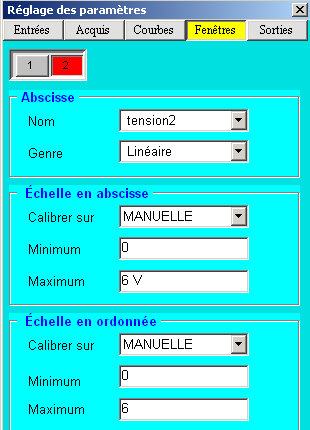 Réglage des paramètres
Entrées Acquis Courbes Fenêtres Sorties
1 2
Abscisse
Nom tension2
Genre Linéaire
Échelle en abscisse
Calibrer sur MANUELLE
Minimum 0
Maximum 6 V
Échelle en ordonnée
Calibrer sur MANUELLE
Minimum 0
Maximum 6